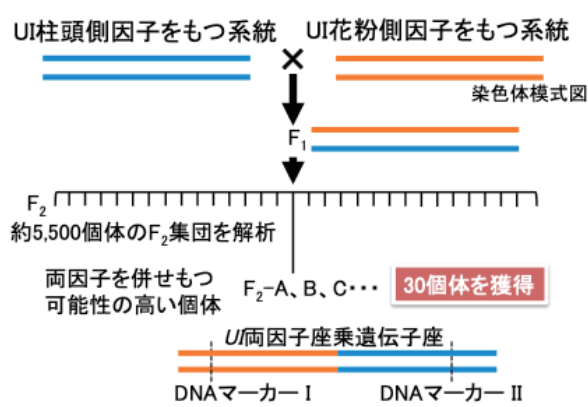 UI柱頭側因子をもつ系統
UI花粉側因子をもつ系統
×
染色体模式図
F1
F2
約5,500個体のF2集団を解析
両因子を併せもつ
可能性の高い個体
F2-A、B、C・・・
30個体を獲得
UI両因子座乗遺伝子座
DNAマーカー I
DNAマーカー II